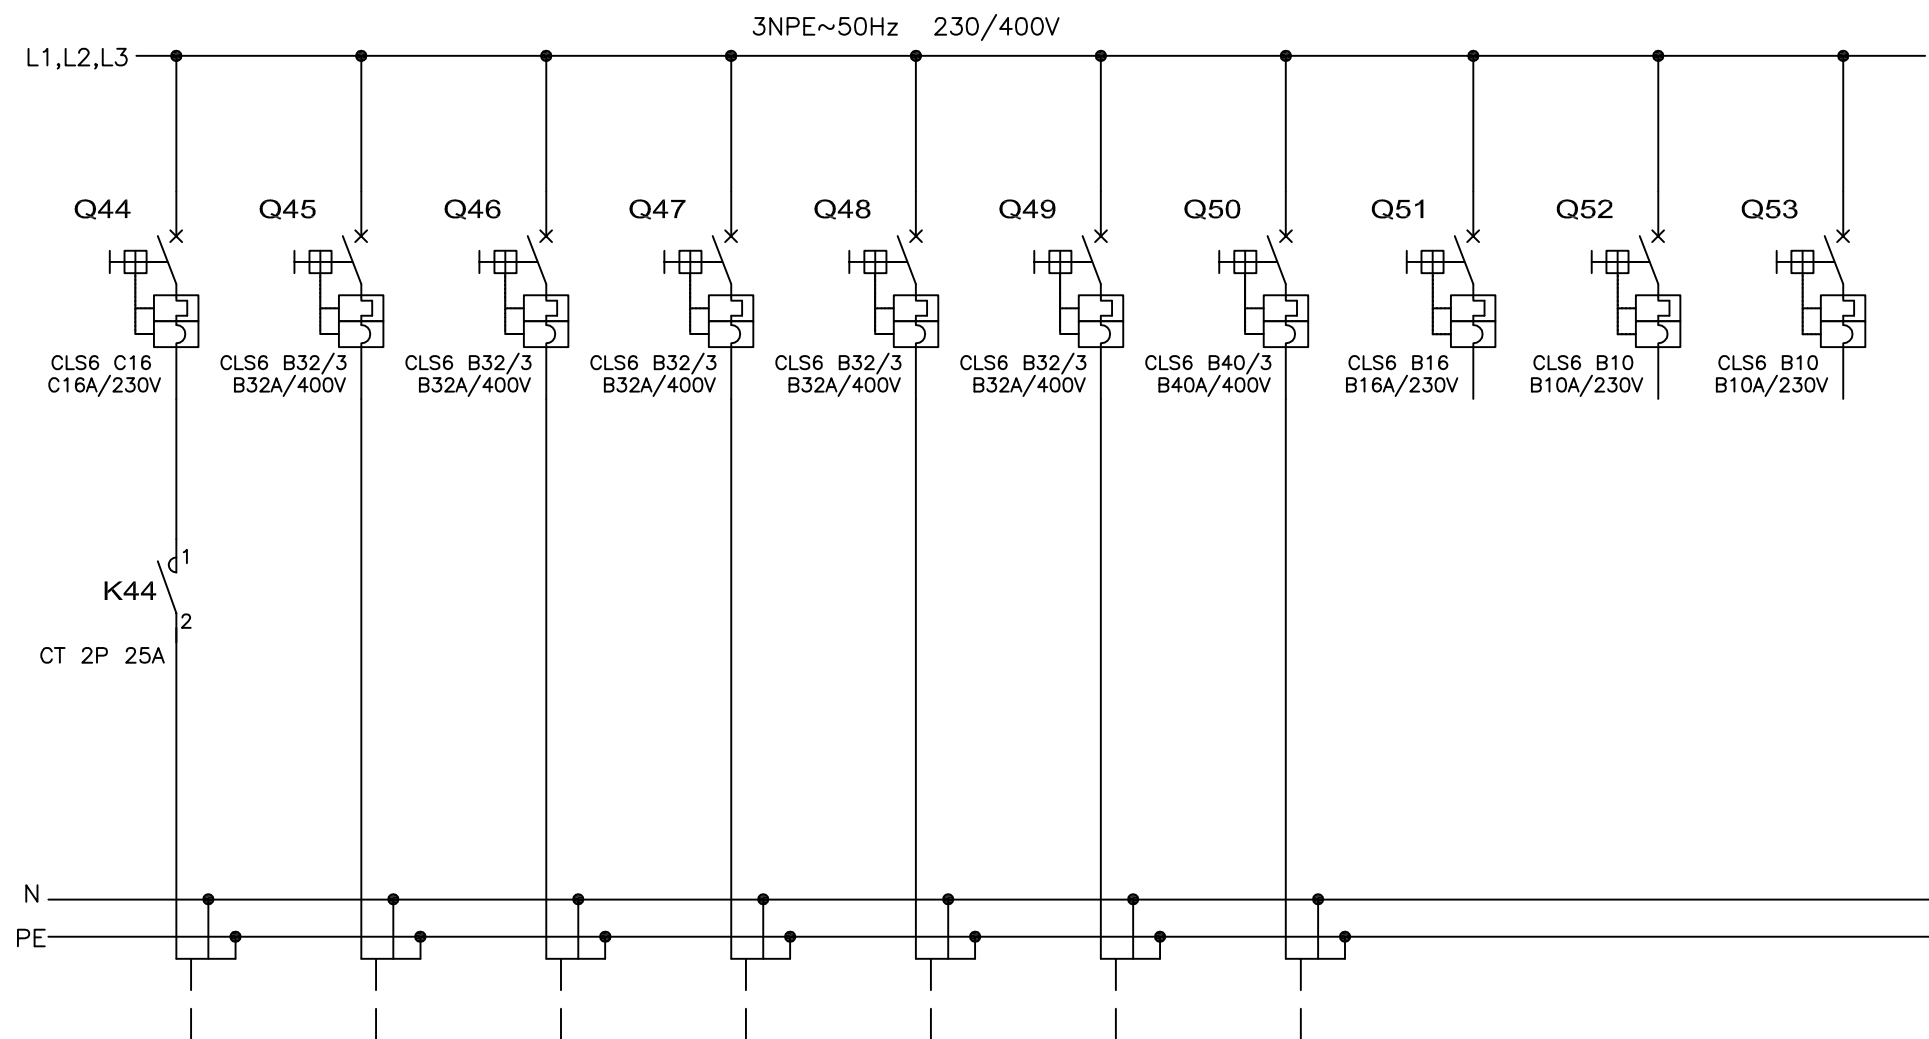 3NPE~50Hz 230/400V
L1,L2,L3
Q44 Q45 Q46 Q47 Q48 Q49 Q50 Q51 Q52 Q53
CLS6 C16 CLS6 B32/3 CLS6 B32/3 CLS6 B32/3 CLS6 B32/3 CLS6 B32/3 CLS6 B40/3 CLS6 B16 CLS6 B10 CLS6 B10
C16A/230V B32A/400V B32A/400V B32A/400V B32A/400V B32A/400V B40A/400V B16A/230V B10A/230V B10A/230V
1
K44
2
CT 2P 25A
N
PE